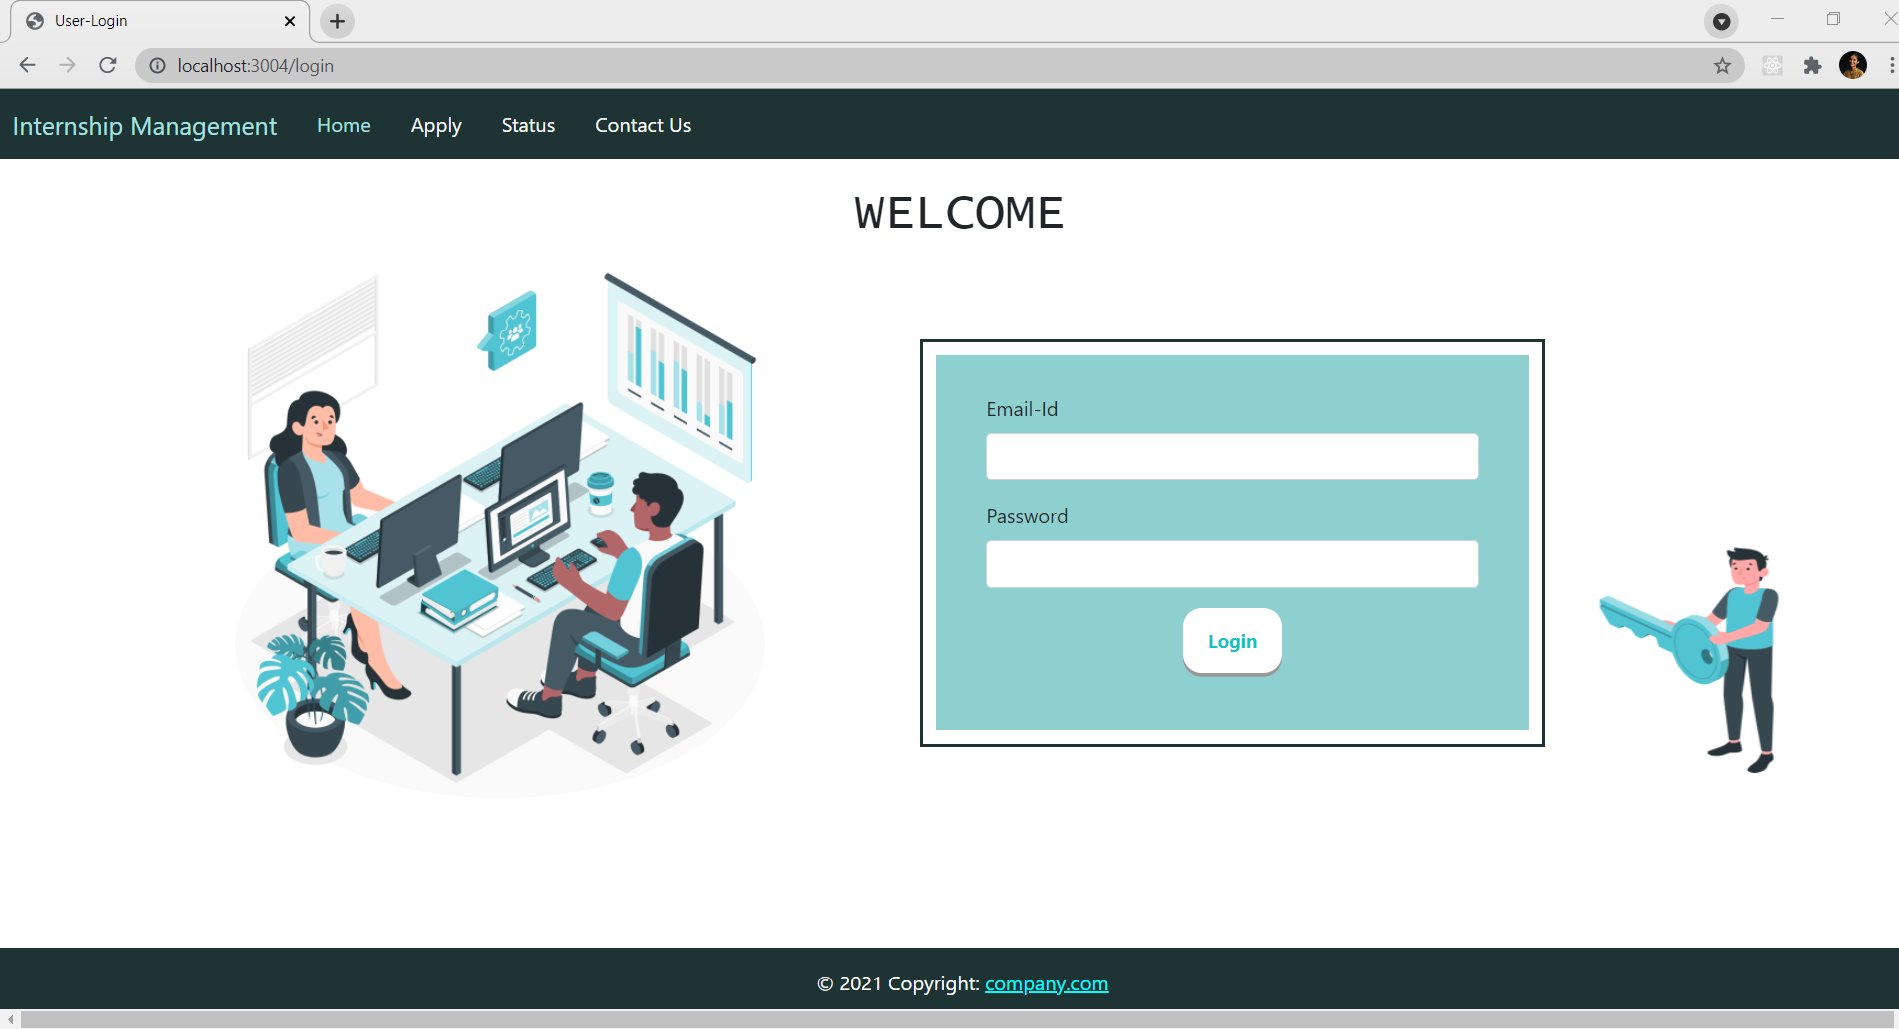 User-Login
localhost:3004/login
Internship Management Home Apply Status Contact Us
WELCOME
Email-Id
Password
Login
© 2021 Copyright: company.com